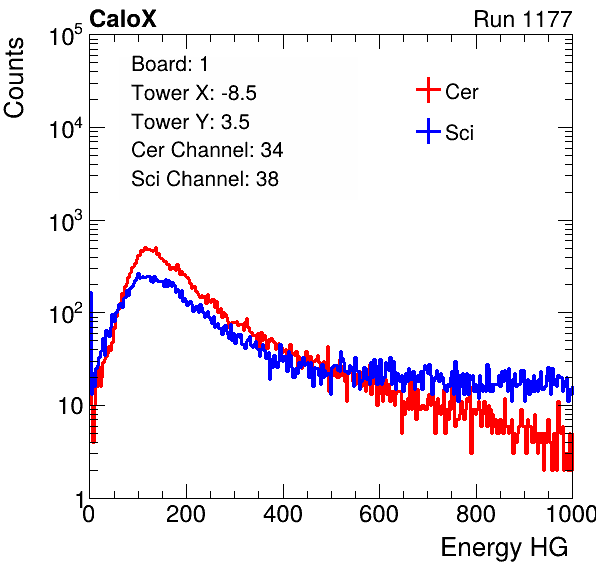 CaloX Run 1177
Counts
Board: 1
Tower X: -8.5
Tower Y: 3.5
Cer Channel: 34
Sci Channel: 38
Cer
Sci
10^5
10^4
10^3
10^2
10
1
0 200 400 600 800 1000
Energy HG